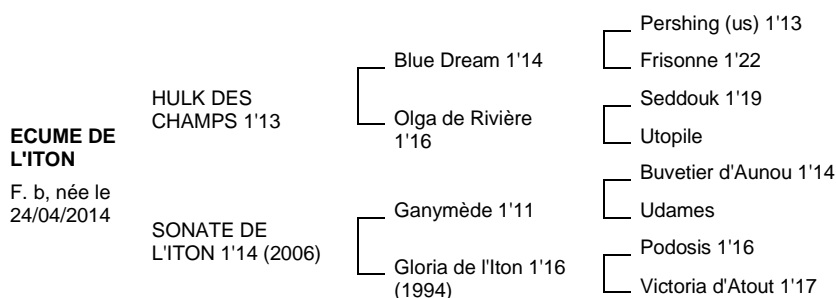 ECUME DE
L'ITON
F. b, née le
24/04/2014
HULK DES
CHAMPS 1'13
SONATE DE
L'ITON 1'14 (2006)
Blue Dream 1'14
Olga de Rivière
1'16
Ganymède 1'11
Gloria de l'Iton 1'16
(1994)
Pershing (us) 1'13
Frisonne 1'22
Seddouk 1'19
Utopile
Buvetier d'Aunou 1'14
Udames
Podosis 1'16
Victoria d'Atout 1'17